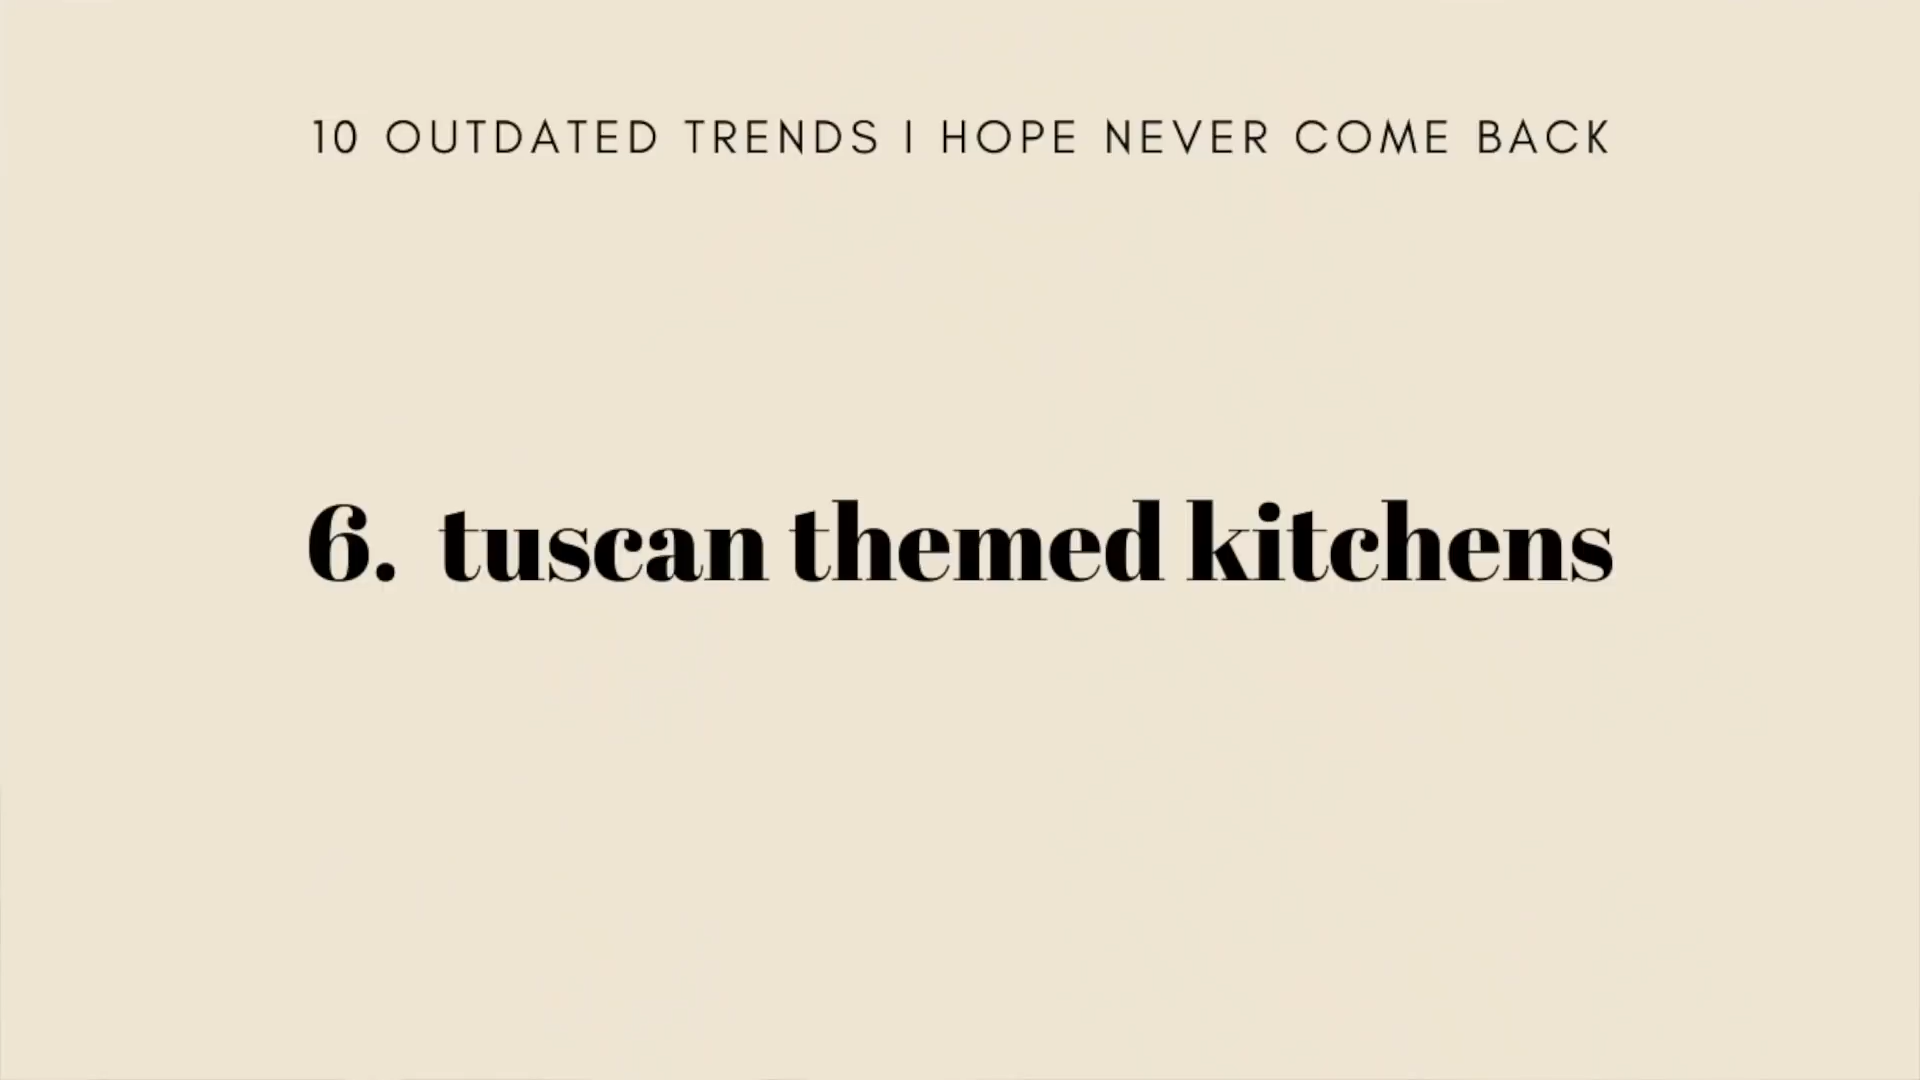 10 OUTDATED TRENDS I HOPE NEVER COME BACK
6. tuscan themed kitchens